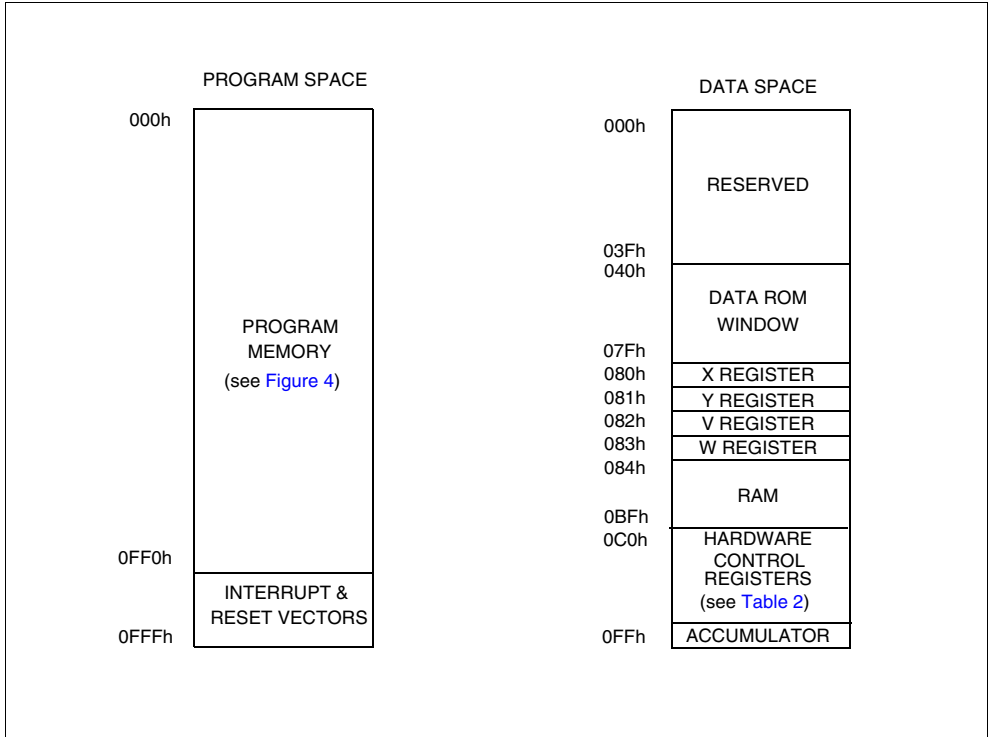 PROGRAM SPACE
000h
PROGRAM
MEMORY
(see Figure 4)
0FF0h
INTERRUPT &
RESET VECTORS
0FFFh
DATA SPACE
000h
RESERVED
03Fh
040h
DATA ROM
WINDOW
07Fh
080h
X REGISTER
081h
Y REGISTER
082h
V REGISTER
083h
W REGISTER
084h
RAM
0BFh
0C0h
HARDWARE
CONTROL
REGISTERS
(see Table 2)
0FFh
ACCUMULATOR